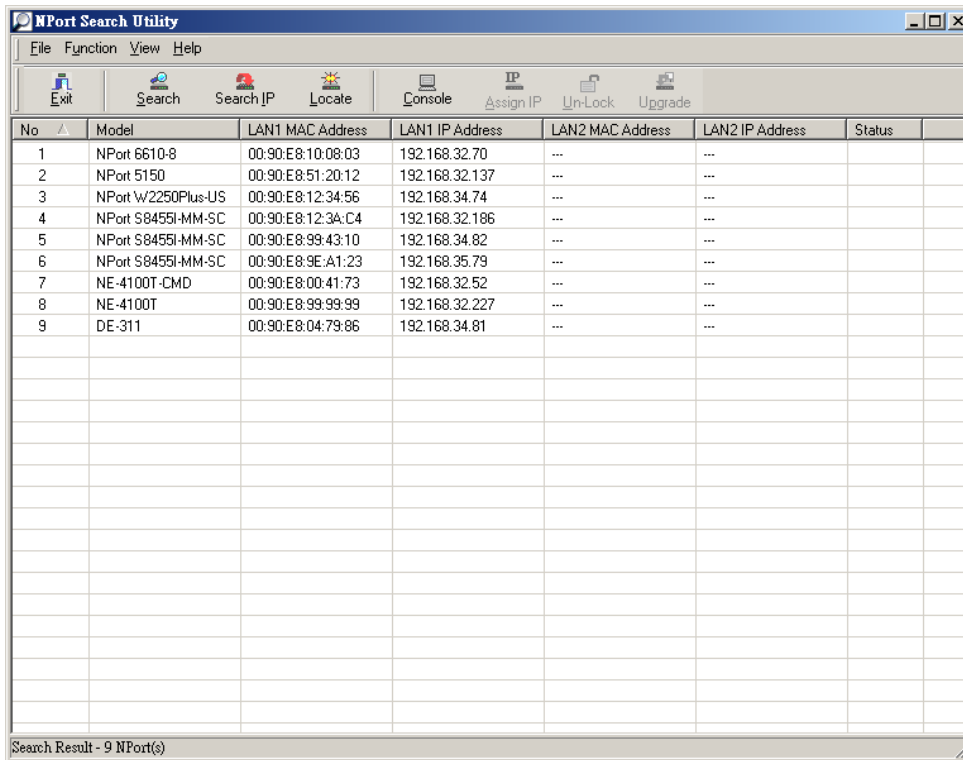 NPort Search Utility
File Function View Help
Exit Search Search IP Locate Console Assign IP Un-Lock Upgrade
No Model LAN1 MAC Address LAN1 IP Address LAN2 MAC Address LAN2 IP Address Status
1 NPort 6610-8 00:90:E8:10:08:03 192.168.32.70 --- ---
2 NPort 5150 00:90:E8:51:20:12 192.168.32.137 --- ---
3 NPort W2250Plus-US 00:90:E8:12:34:56 192.168.34.74 --- ---
4 NPort S8455I-MM-SC 00:90:E8:12:3A:C4 192.168.32.186 --- ---
5 NPort S8455I-MM-SC 00:90:E8:99:43:10 192.168.34.82 --- ---
6 NPort S8455I-MM-SC 00:90:E8:9E:A1:23 192.168.35.79 --- ---
7 NE-4100T-CMD 00:90:E8:00:41:73 192.168.32.52 --- ---
8 NE-4100T 00:90:E8:99:99:99 192.168.32.227 --- ---
9 DE-311 00:90:E8:04:79:86 192.168.34.81 --- ---
Search Result - 9 NPort(s)